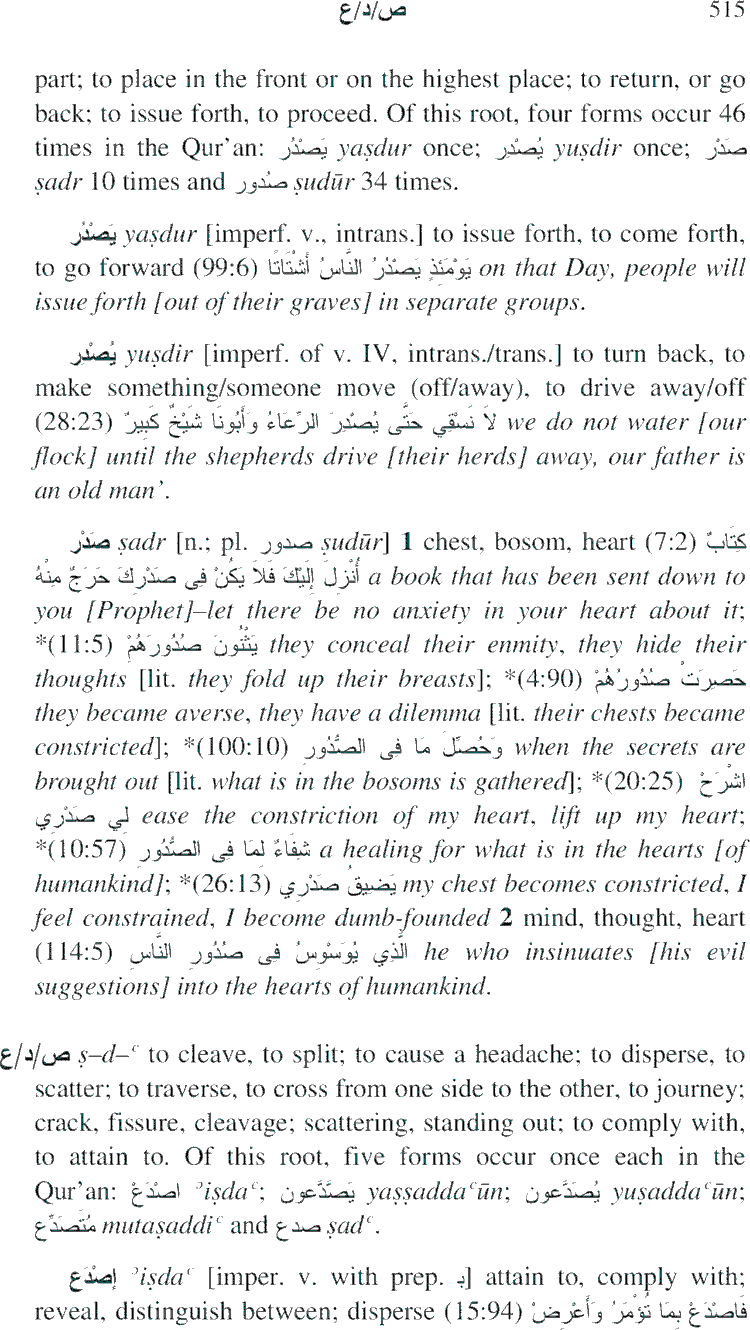 ص/د/ع 515
part; to place in the front or on the highest place; to return, or go
back; to issue forth, to proceed. Of this root, four forms occur 46
times in the Qur’an: يَصْدُر yaṣdur once; يُصْدِر yuṣdir once; صَدْر
ṣadr 10 times and صُدور ṣudūr 34 times.
يَصْدُر yaṣdur [imperf. v., intrans.] to issue forth, to come forth,
to go forward (99:6) يَوْمَئِذٍ يَصْدُرُ النَّاسُ أَشْتَاتًا on that Day, people will
issue forth [out of their graves] in separate groups.
يُصْدِر yuṣdir [imperf. of v. IV, intrans./trans.] to turn back, to
make something/someone move (off/away), to drive away/off
(28:23) لاَ نَسْقِي حَتَّى يُصْدِرَ الرِّعَاءُ وَأَبُونَا شَيْخٌ كَبِيرٌ we do not water [our
flock] until the shepherds drive [their herds] away, our father is
an old man’.
صَدْر ṣadr [n.; pl. صدور ṣudūr] 1 chest, bosom, heart (7:2) كِتَابٌ
أُنْزِلَ إِلَيْكَ فَلاَ يَكُنْ فِى صَدْرِكَ حَرَجٌ مِنْهُ a book that has been sent down to
you [Prophet]–let there be no anxiety in your heart about it;
*(11:5) يَثْنُونَ صُدُورَهُمْ they conceal their enmity, they hide their
thoughts [lit. they fold up their breasts]; *(4:90) حَصِرَتْ صُدُورُهُمْ
they became averse, they have a dilemma [lit. their chests became
constricted]; *(100:10) وَحُصِّلَ مَا فِى الصُّدُورِ when the secrets are
brought out [lit. what is in the bosoms is gathered]; *(20:25) اشْرَحْ
لِي صَدْرِي ease the constriction of my heart, lift up my heart;
*(10:57) شِفَاءٌ لِمَا فِى الصُّدُورِ a healing for what is in the hearts [of
humankind]; *(26:13) يَضِيقُ صَدْرِي my chest becomes constricted, I
feel constrained, I become dumb-founded 2 mind, thought, heart
(114:5) الَّذِي يُوَسْوِسُ فِى صُدُورِ النَّاسِ he who insinuates [his evil
suggestions] into the hearts of humankind.
ص/د/ع ṣ–d–ʿ to cleave, to split; to cause a headache; to disperse, to
scatter; to traverse, to cross from one side to the other, to journey;
crack, fissure, cleavage; scattering, standing out; to comply with,
to attain to. Of this root, five forms occur once each in the
Qur’an: اصْدَعْ ʾiṣdaʿ; يَصَّدَّعون yaṣṣaddaʿūn; يُصَدَّعون yuṣaddaʿūn;
مُتَصَدِّع mutaṣaddiʿ and صدع ṣadʿ.
إصْدَع ʾiṣdaʿ [imper. v. with prep. بِـ] attain to, comply with;
reveal, distinguish between; disperse (15:94) فَاصْدَعْ بِمَا تُؤْمَرُ وَأَعْرِضْ